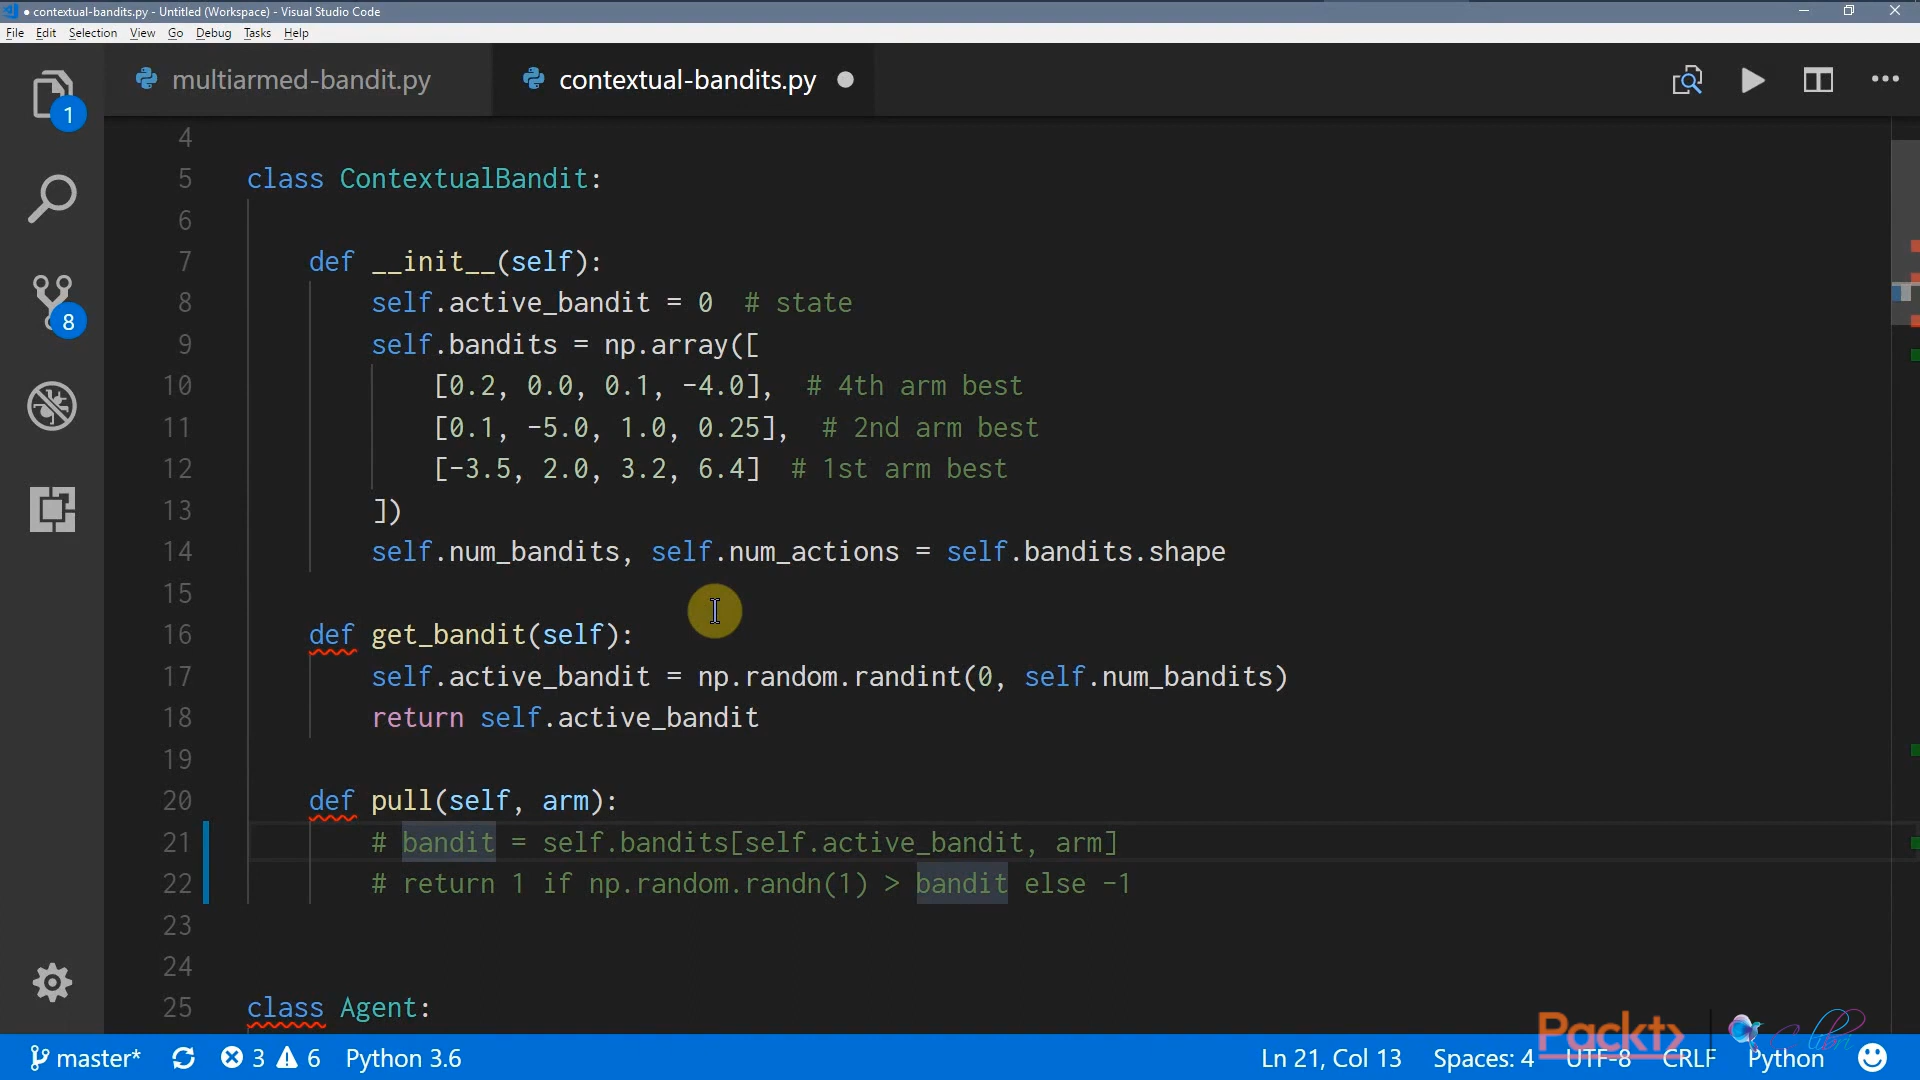 contextual-bandits.py - Untitled (Workspace) - Visual Studio Code
File Edit Selection View Go Debug Tasks Help
multiarmed-bandit.py contextual-bandits.py
1
8
4
5 class ContextualBandit:
6
7 def __init__(self):
8 self.active_bandit = 0  # state
9 self.bandits = np.array([
10 [0.2, 0.0, 0.1, -4.0],  # 4th arm best
11 [0.1, -5.0, 1.0, 0.25],  # 2nd arm best
12 [-3.5, 2.0, 3.2, 6.4]  # 1st arm best
13 ])
14 self.num_bandits, self.num_actions = self.bandits.shape
15
16 def get_bandit(self):
17 self.active_bandit = np.random.randint(0, self.num_bandits)
18 return self.active_bandit
19
20 def pull(self, arm):
21 # bandit = self.bandits[self.active_bandit, arm]
22 # return 1 if np.random.randn(1) > bandit else -1
23
24
25 class Agent:
Packt>
master* 3 6 Python 3.6 Ln 21, Col 13 Spaces: 4 UTF-8 CRLF Python